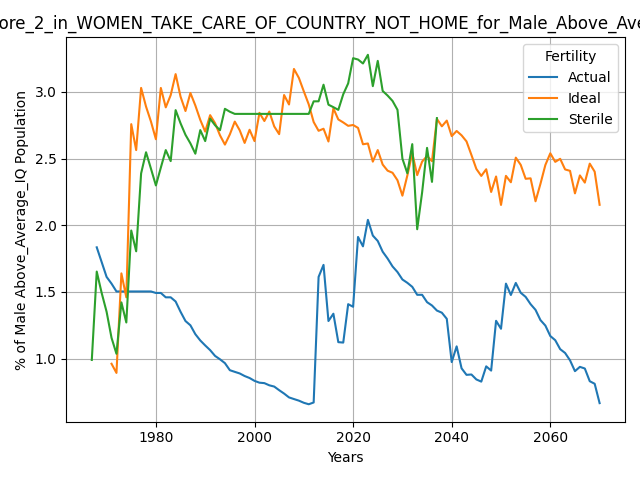 ore_2_in_WOMEN_TAKE_CARE_OF_COUNTRY_NOT_HOME_for_Male_Above_Ave
Fertility
Actual
Ideal
Sterile
% of Male Above_Average_IQ Population
3.0
2.5
2.0
1.5
1.0
1980
2000
2020
2040
2060
Years